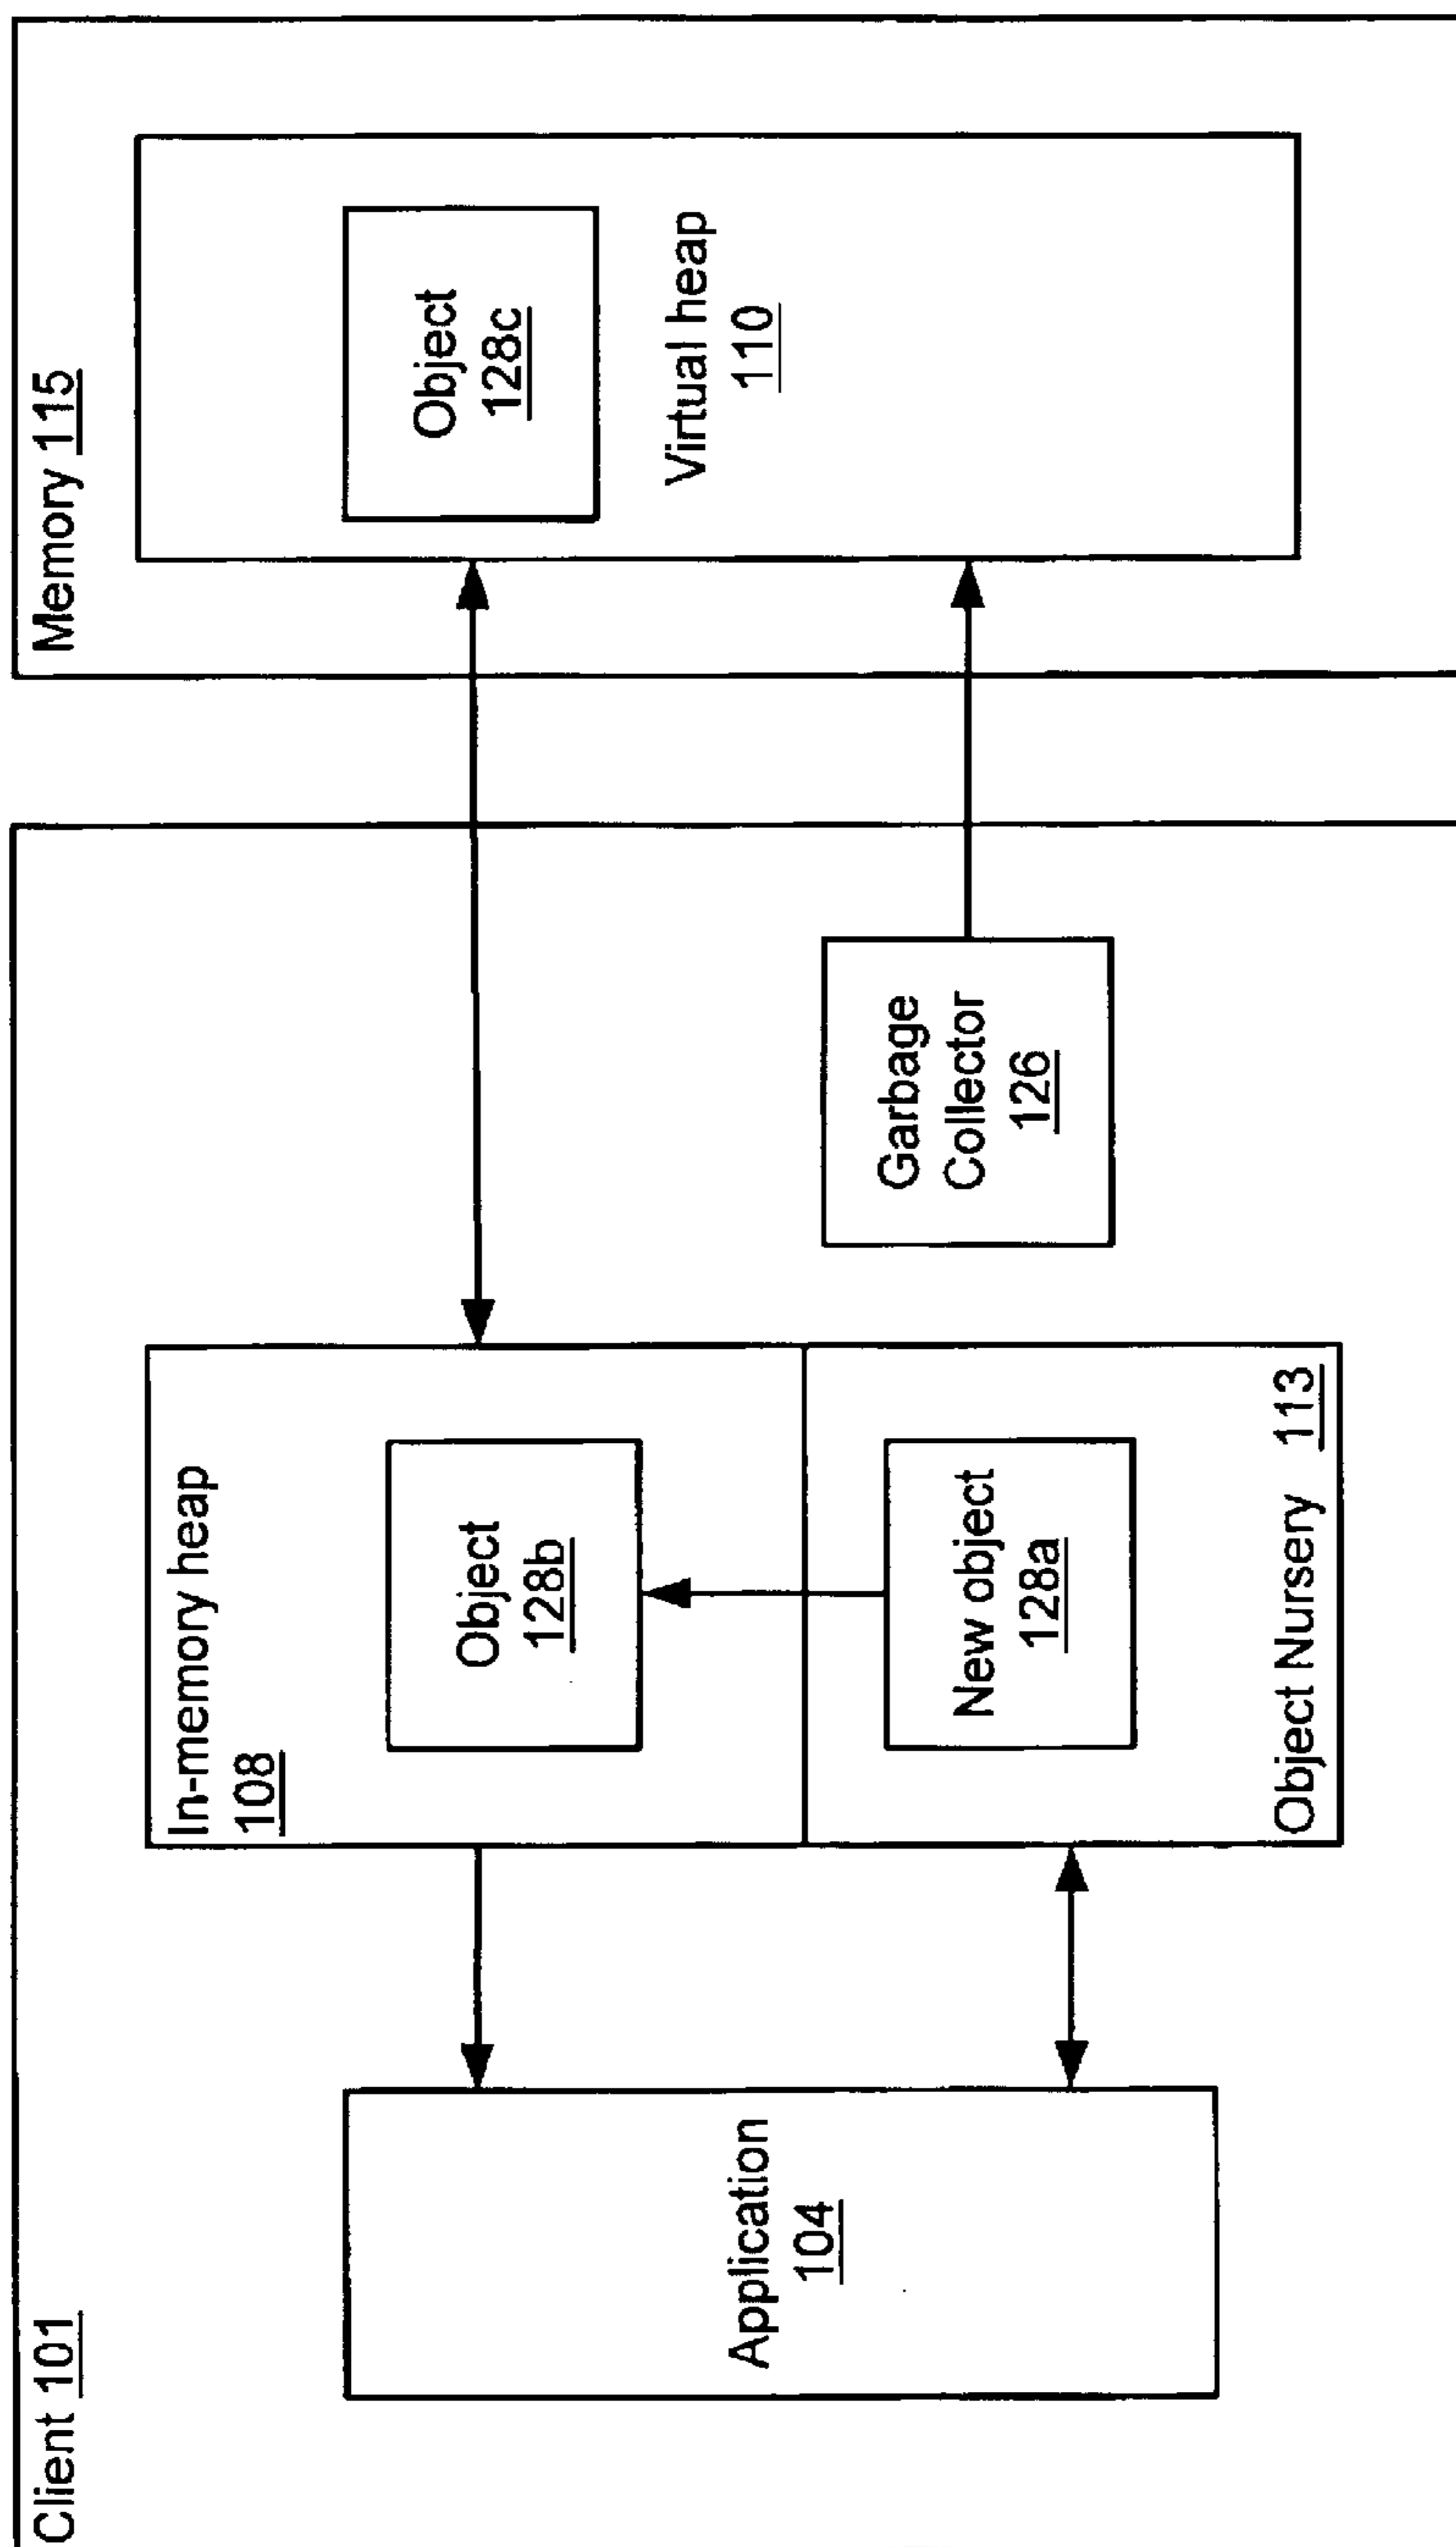 Client 101
Application
104
In-memory heap
108
Object
128b
New object
128a
Object Nursery 113
Garbage
Collector
126
Memory 115
Object
128c
Virtual heap
110